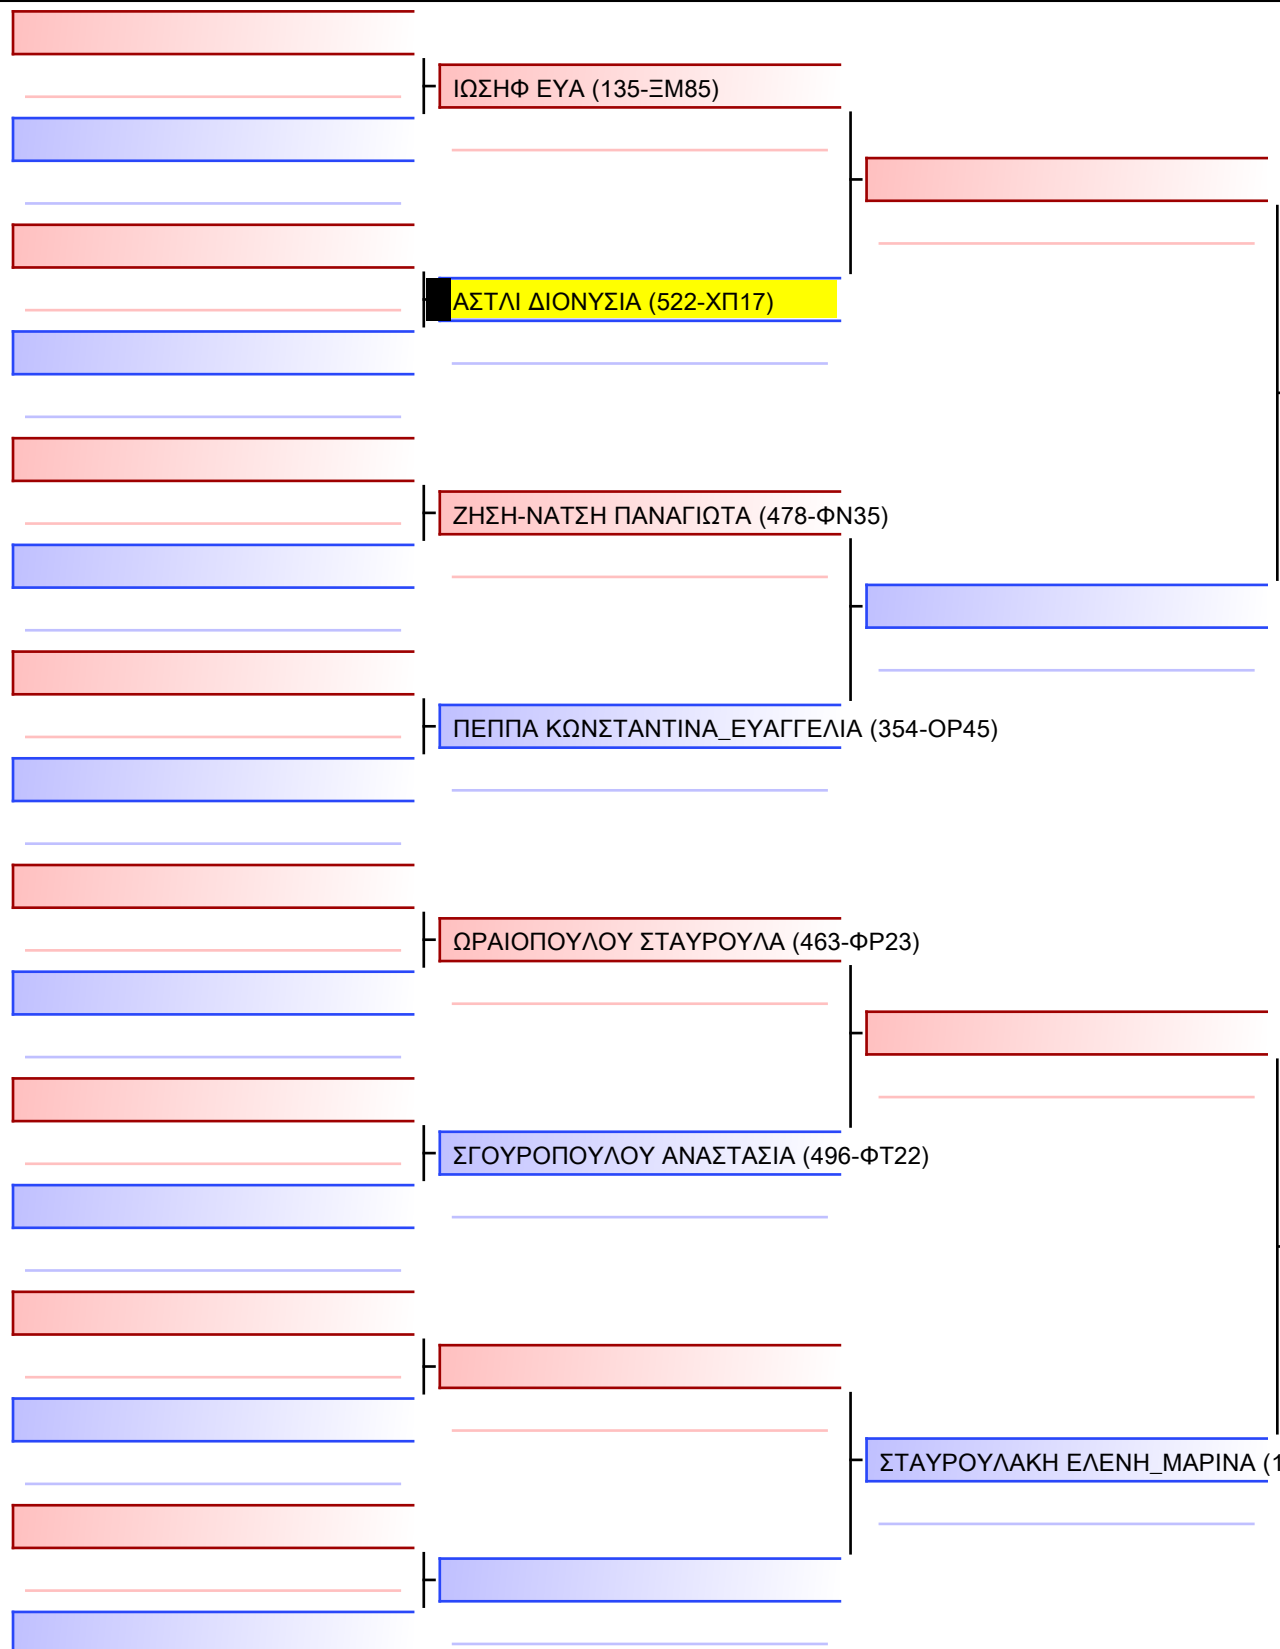 ΙΩΣΗΦ ΕΥΑ (135-ΞΜ85)
ΑΣΤΛΙ ΔΙΟΝΥΣΙΑ (522-ΧΠ17)
ΖΗΣΗ-ΝΑΤΣΗ ΠΑΝΑΓΙΩΤΑ (478-ΦΝ35)
ΠΕΠΠΑ ΚΩΝΣΤΑΝΤΙΝΑ_ΕΥΑΓΓΕΛΙΑ (354-ΟΡ45)
ΩΡΑΙΟΠΟΥΛΟΥ ΣΤΑΥΡΟΥΛΑ (463-ΦΡ23)
ΣΓΟΥΡΟΠΟΥΛΟΥ ΑΝΑΣΤΑΣΙΑ (496-ΦΤ22)
ΣΤΑΥΡΟΥΛΑΚΗ ΕΛΕΝΗ_ΜΑΡΙΝΑ (1